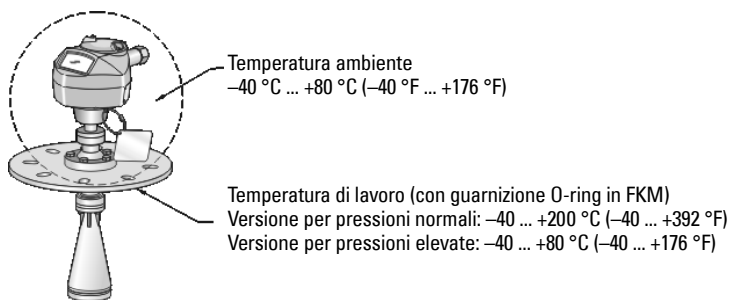 Temperatura ambiente
–40 °C ... +80 °C (–40 °F ... +176 °F)
Temperatura di lavoro (con guarnizione O-ring in FKM)
Versione per pressioni normali: –40 ... +200 °C (–40 ... +392 °F)
Versione per pressioni elevate: –40 ... +80 °C (–40 ... +176 °F)